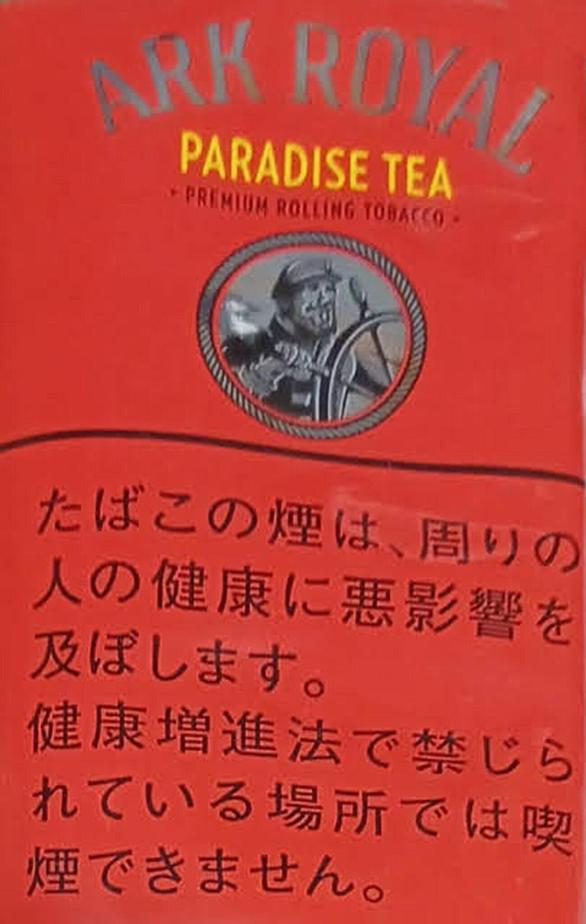 ARK ROYAL
PARADISE TEA
- PREMIUM ROLLING TOBACCO -
たばこの煙は、周りの
人の健康に悪影響を
及ぼします。
健康増進法で禁じら
れている場所では喫
煙できません。